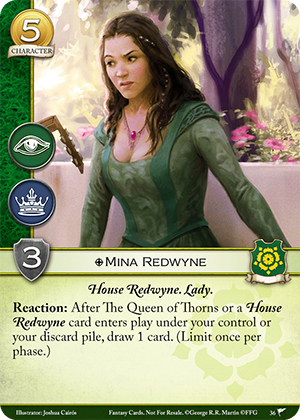 5
CHARACTER
3
Mina Redwyne
House Redwyne. Lady.
Reaction: After The Queen of Thorns or a House
Redwyne card enters play under your control or
your discard pile, draw 1 card. (Limit once per
phase.)
Illustrator: Joshua Cairós
Fantasy Cards. Not For Resale. ©George R.R. Martin ©FFG
36